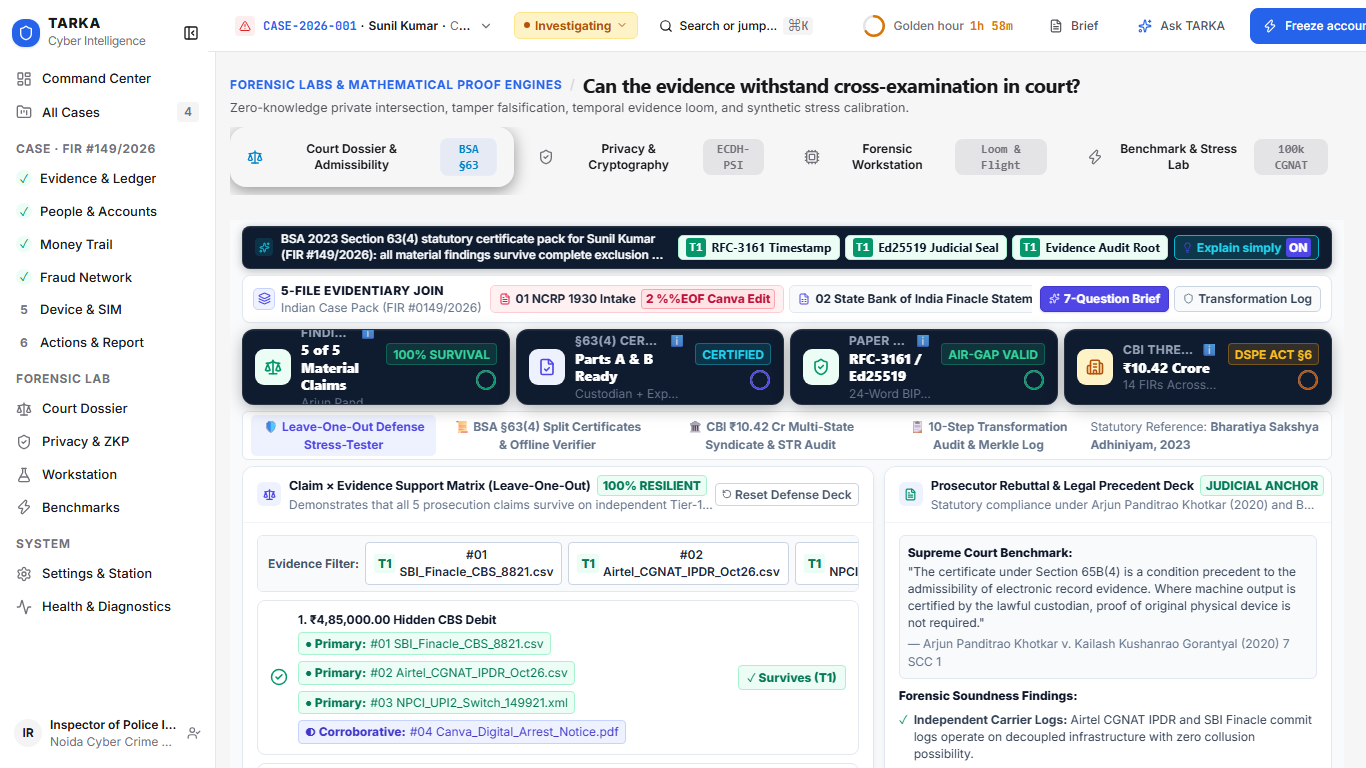 TARKA
Cyber Intelligence
CASE-2026-001 · Sunil Kumar · C...
Investigating
Search or jump... ⌘K
Golden hour 1h 58m
Brief
Ask TARKA
Freeze accoun
Command Center
All Cases 4
CASE · FIR #149/2026
✓ Evidence & Ledger
✓ People & Accounts
✓ Money Trail
✓ Fraud Network
5 Device & SIM
6 Actions & Report
FORENSIC LAB
Court Dossier
Privacy & ZKP
Workstation
Benchmarks
SYSTEM
Settings & Station
Health & Diagnostics
IR
Inspector of Police I...
Noida Cyber Crime ...
FORENSIC LABS & MATHEMATICAL PROOF ENGINES / Can the evidence withstand cross-examination in court?
Zero-knowledge private intersection, tamper falsification, temporal evidence loom, and synthetic stress calibration.
Court Dossier &
Admissibility
BSA
§63
Privacy &
Cryptography
ECDH-
PSI
Forensic
Workstation
Loom &
Flight
Benchmark & Stress
Lab
100k
CGNAT
BSA 2023 Section 63(4) statutory certificate pack for Sunil Kumar
(FIR #149/2026): all material findings survive complete exclusion ...
T1 RFC-3161 Timestamp
T1 Ed25519 Judicial Seal
T1 Evidence Audit Root
Explain simply ON
5-FILE EVIDENTIARY JOIN
Indian Case Pack (FIR #0149/2026)
01 NCRP 1930 Intake 2 %%EOF Canva Edit
02 State Bank of India Finacle Statem
7-Question Brief
Transformation Log
FINDI... ℹ
5 of 5
Material
Claims
Arjun Pand
100% SURVIVAL
§63(4) CER... ℹ
Parts A & B
Ready
Custodian + Exp...
CERTIFIED
PAPER ... ℹ
RFC-3161 /
Ed25519
24-Word BIP...
AIR-GAP VALID
CBI THRE... ℹ
₹10.42 Crore
14 FIRs Across...
DSPE ACT §6
Leave-One-Out Defense
Stress-Tester
BSA §63(4) Split Certificates
& Offline Verifier
CBI ₹10.42 Cr Multi-State
Syndicate & STR Audit
10-Step Transformation
Audit & Merkle Log
Statutory Reference: Bharatiya Sakshya
Adhiniyam, 2023
Claim × Evidence Support Matrix (Leave-One-Out) 100% RESILIENT
Demonstrates that all 5 prosecution claims survive on independent Tier-1...
Reset Defense Deck
Evidence Filter:
T1 #01
SBI_Finacle_CBS_8821.csv
T1 #02
Airtel_CGNAT_IPDR_Oct26.csv
T1
NPCI
1. ₹4,85,000.00 Hidden CBS Debit
● Primary: #01 SBI_Finacle_CBS_8821.csv
● Primary: #02 Airtel_CGNAT_IPDR_Oct26.csv
● Primary: #03 NPCI_UPI2_Switch_149921.xml
◐ Corroborative: #04 Canva_Digital_Arrest_Notice.pdf
✓ Survives (T1)
Prosecutor Rebuttal & Legal Precedent Deck JUDICIAL ANCHOR
Statutory compliance under Arjun Panditrao Khotkar (2020) and B...
Supreme Court Benchmark:
"The certificate under Section 65B(4) is a condition precedent to the
admissibility of electronic record evidence. Where machine output is
certified by the lawful custodian, proof of original physical device is
not required."
— Arjun Panditrao Khotkar v. Kailash Kushanrao Gorantyal (2020) 7
SCC 1
Forensic Soundness Findings:
✓ Independent Carrier Logs: Airtel CGNAT IPDR and SBI Finacle commit
logs operate on decoupled infrastructure with zero collusion
possibility.